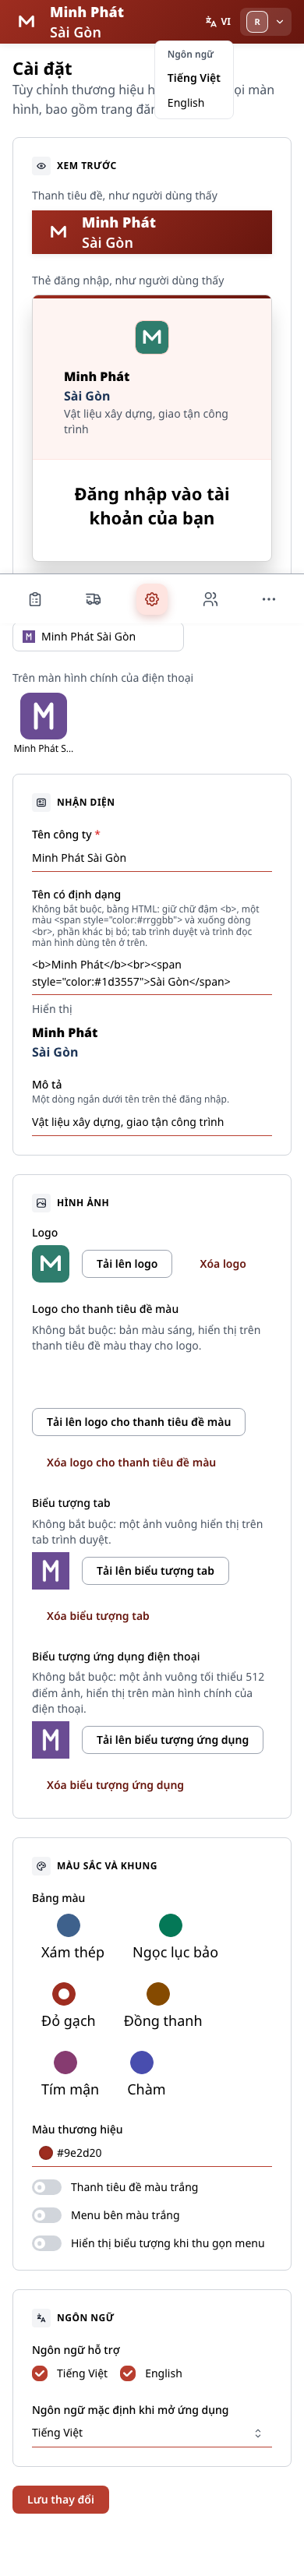 Minh Phát
Sài Gòn
VI
R
Ngôn ngữ
Tiếng Việt
English
Cài đặt
Tùy chỉnh thương hiệu h
ọi màn
hình, bao gồm trang đăn
XEM TRƯỚC
Thanh tiêu đề, như người dùng thấy
Minh Phát
Sài Gòn
Thẻ đăng nhập, như người dùng thấy
Minh Phát
Sài Gòn
Vật liệu xây dựng, giao tận công
trình
Đăng nhập vào tài
khoản của bạn
Minh Phát Sài Gòn
Trên màn hình chính của điện thoại
Minh Phát S...
NHẬN DIỆN
Tên công ty *
Minh Phát Sài Gòn
Tên có định dạng
Không bắt buộc, bằng HTML: giữ chữ đậm <b>, một
màu <span style="color:#rrggbb"> và xuống dòng
<br>, phần khác bị bỏ; tab trình duyệt và trình đọc
màn hình dùng tên ở trên.
<b>Minh Phát</b><br><span
style="color:#1d3557">Sài Gòn</span>
Hiển thị
Minh Phát
Sài Gòn
Mô tả
Một dòng ngắn dưới tên trên thẻ đăng nhập.
Vật liệu xây dựng, giao tận công trình
HÌNH ẢNH
Logo
Tải lên logo
Xóa logo
Logo cho thanh tiêu đề màu
Không bắt buộc: bản màu sáng, hiển thị trên
thanh tiêu đề màu thay cho logo.
Tải lên logo cho thanh tiêu đề màu
Xóa logo cho thanh tiêu đề màu
Biểu tượng tab
Không bắt buộc: một ảnh vuông hiển thị trên
tab trình duyệt.
Tải lên biểu tượng tab
Xóa biểu tượng tab
Biểu tượng ứng dụng điện thoại
Không bắt buộc: một ảnh vuông tối thiểu 512
điểm ảnh, hiển thị trên màn hình chính của
điện thoại.
Tải lên biểu tượng ứng dụng
Xóa biểu tượng ứng dụng
MÀU SẮC VÀ KHUNG
Bảng màu
Xám thép
Ngọc lục bảo
Đỏ gạch
Đồng thanh
Tím mận
Chàm
Màu thương hiệu
#9e2d20
Thanh tiêu đề màu trắng
Menu bên màu trắng
Hiển thị biểu tượng khi thu gọn menu
NGÔN NGỮ
Ngôn ngữ hỗ trợ
Tiếng Việt
English
Ngôn ngữ mặc định khi mở ứng dụng
Tiếng Việt
Lưu thay đổi